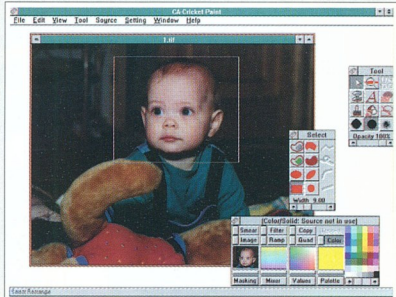 CA-Cricket Paint
File Edit View Tool Source Setting Window Help
1.tif
Tool
Opacity 100%
Select
Width 9.00
(Color/Solid: Source not in use)
Smear Filter Copy
Image Ramp Quad Color
Masking Mixer Values Palette